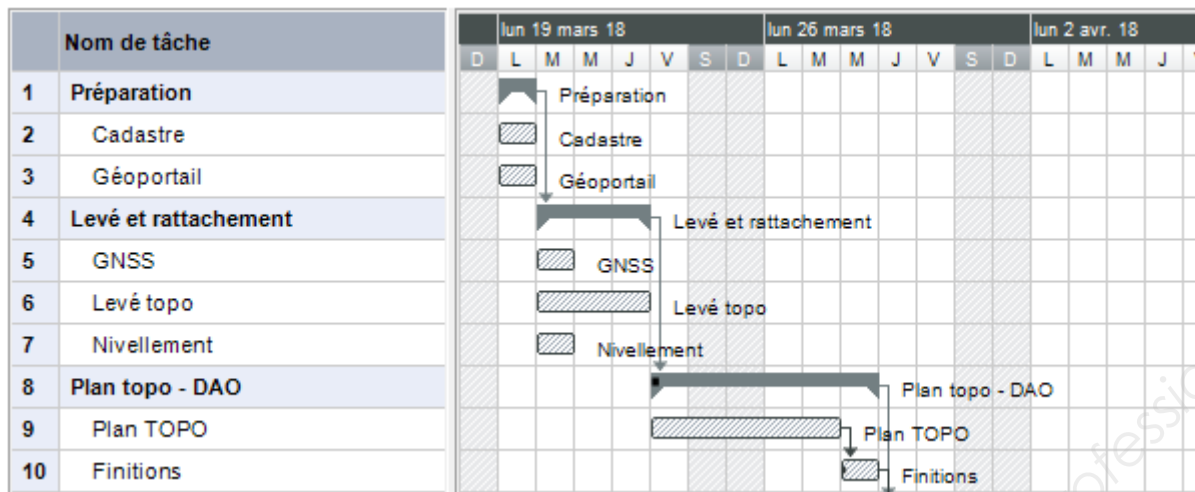 Nom de tâche
lun 19 mars 18 lun 26 mars 18 lun 2 avr. 18
D L M M J V S D L M M J V S D L M M J
1 Préparation Préparation
2 Cadastre Cadastre
3 Géoportail Géoportail
4 Levé et rattachement Levé et rattachement
5 GNSS GNSS
6 Levé topo Levé topo
7 Nivellement Nivellement
8 Plan topo - DAO Plan topo - DAO
9 Plan TOPO Plan TOPO
10 Finitions Finitions